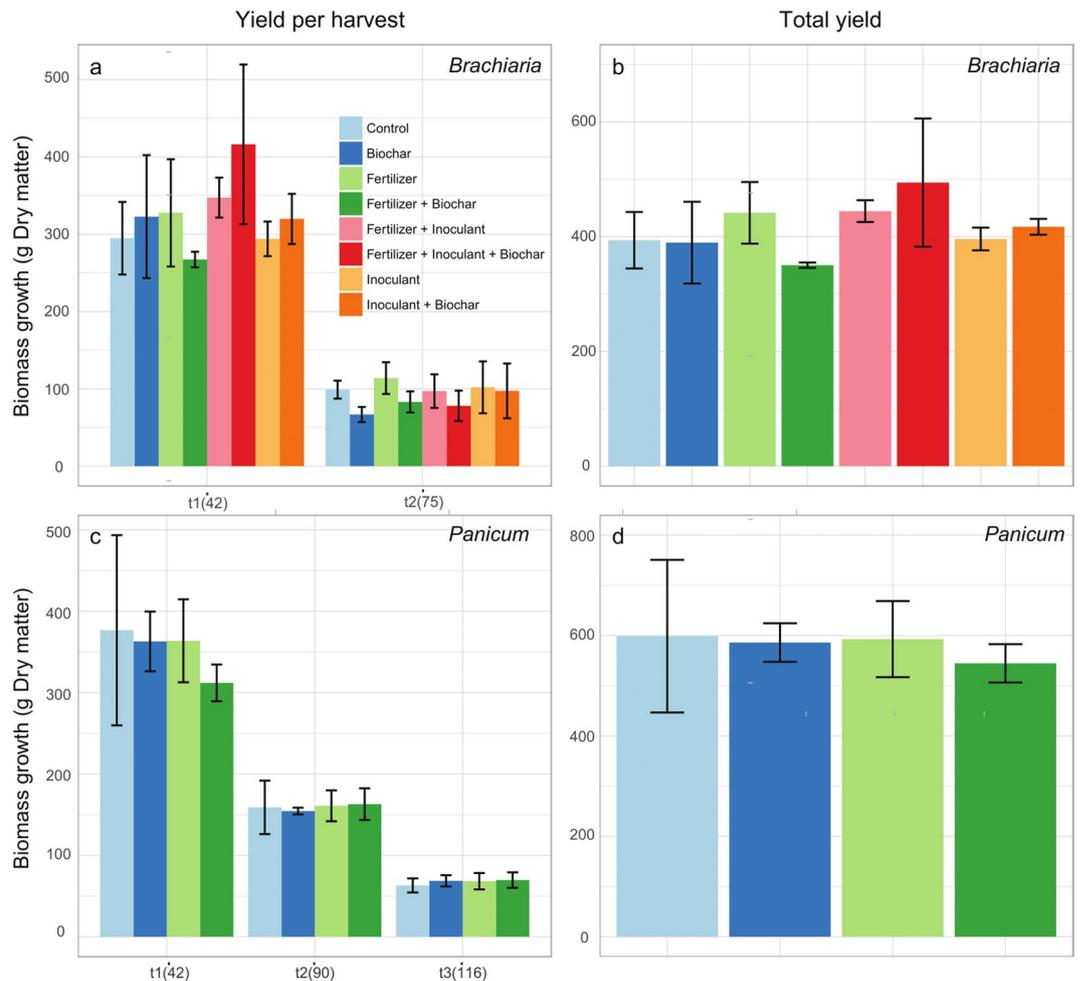 Yield per harvest
Total yield
Biomass growth (g Dry matter)
a
Brachiaria
500
400
300
200
100
0
Control
Biochar
Fertilizer
Fertilizer + Biochar
Fertilizer + Inoculant
Fertilizer + Inoculant + Biochar
Inoculant
Inoculant + Biochar
t1(42)
t2(75)
b
Brachiaria
600
400
200
0
Biomass growth (g Dry matter)
c
Panicum
500
400
300
200
100
0
t1(42)
t2(90)
t3(116)
d
Panicum
800
600
400
200
0